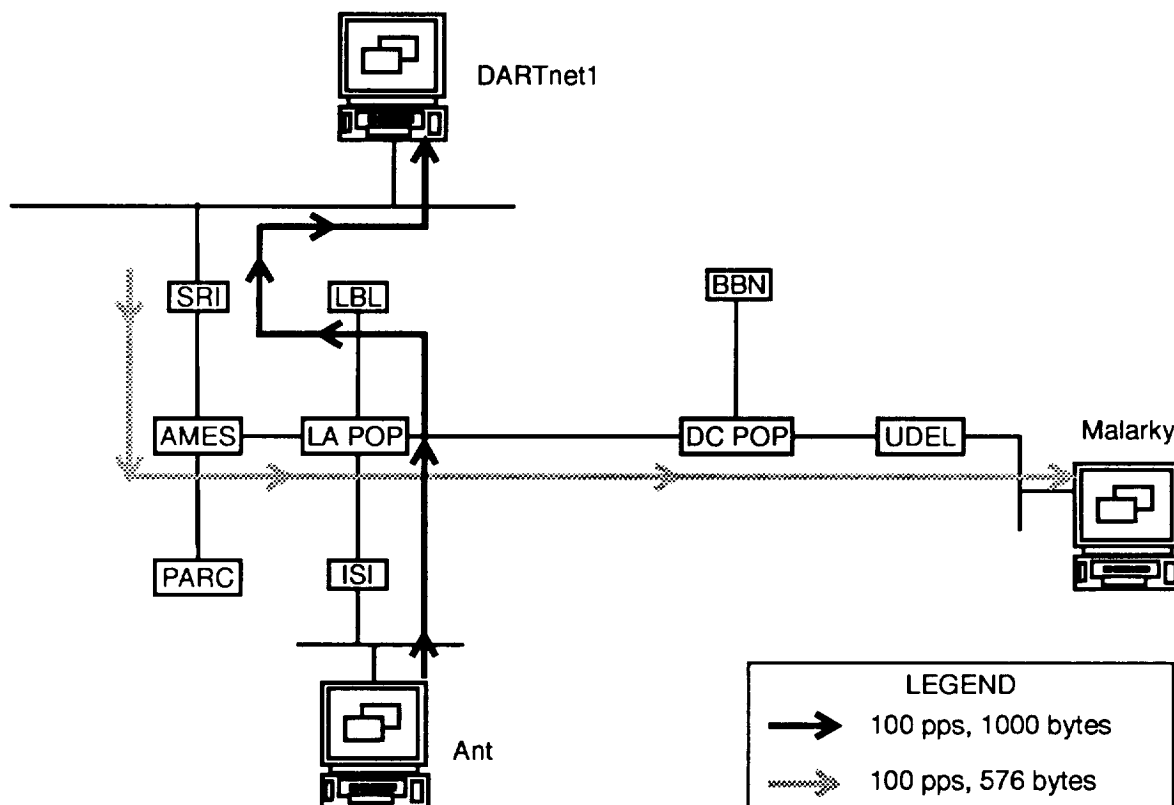 DARTnet1
SRI
LBL
BBN
AMES
LA POP
DC POP
UDEL
Malarky
PARC
ISI
Ant
LEGEND
100 pps, 1000 bytes
100 pps, 576 bytes